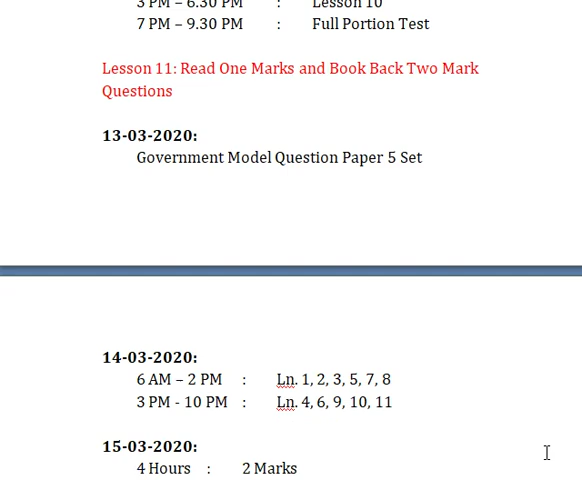 3 PM – 6.30 PM : Lesson 10
7 PM – 9.30 PM : Full Portion Test
Lesson 11: Read One Marks and Book Back Two Mark
Questions
13-03-2020:
Government Model Question Paper 5 Set
14-03-2020:
6 AM – 2 PM : Ln. 1, 2, 3, 5, 7, 8
3 PM - 10 PM : Ln. 4, 6, 9, 10, 11
15-03-2020:
4 Hours : 2 Marks